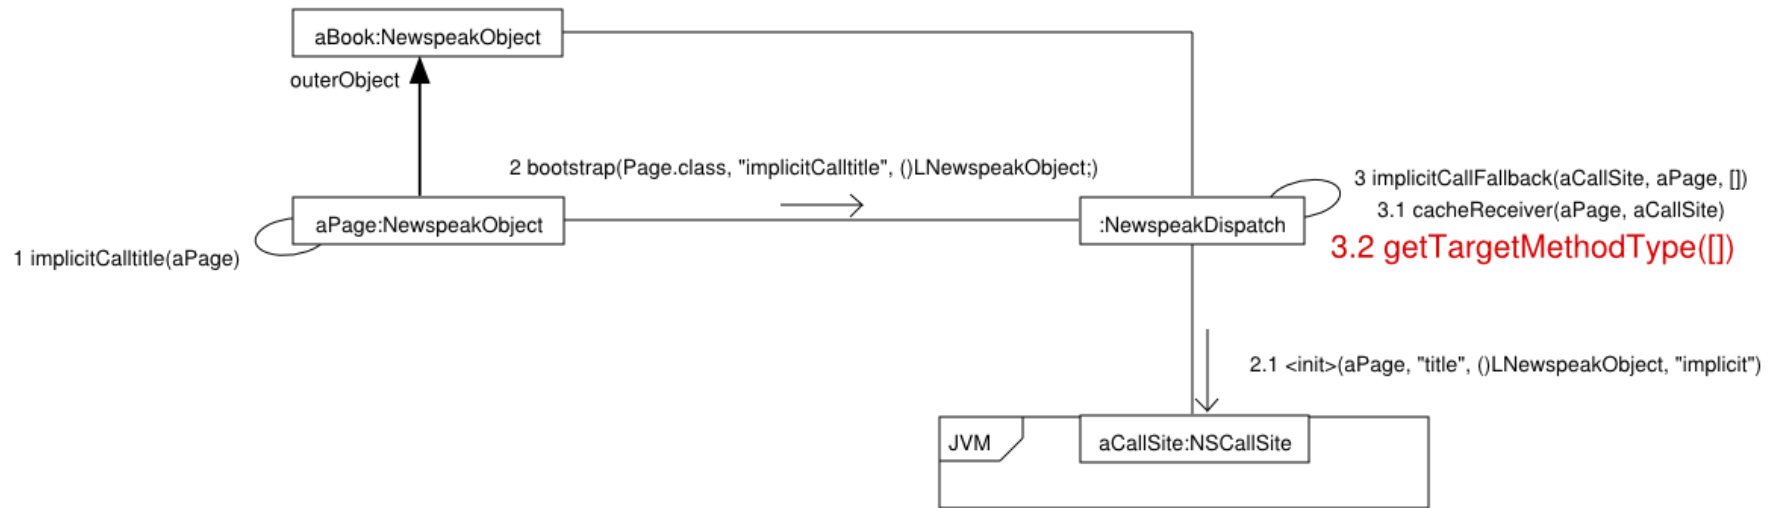 aBook:NewspeakObject
outerObject
2 bootstrap(Page.class, "implicitCalltitle", ()LNewspeakObject;)
3 implicitCallFallback(aCallSite, aPage, [])
aPage:NewspeakObject
:NewspeakDispatch
3.1 cacheReceiver(aPage, aCallSite)
3.2 getTargetMethodType([])
1 implicitCalltitle(aPage)
2.1 <init>(aPage, "title", ()LNewspeakObject, "implicit")
JVM
aCallSite:NSCallSite